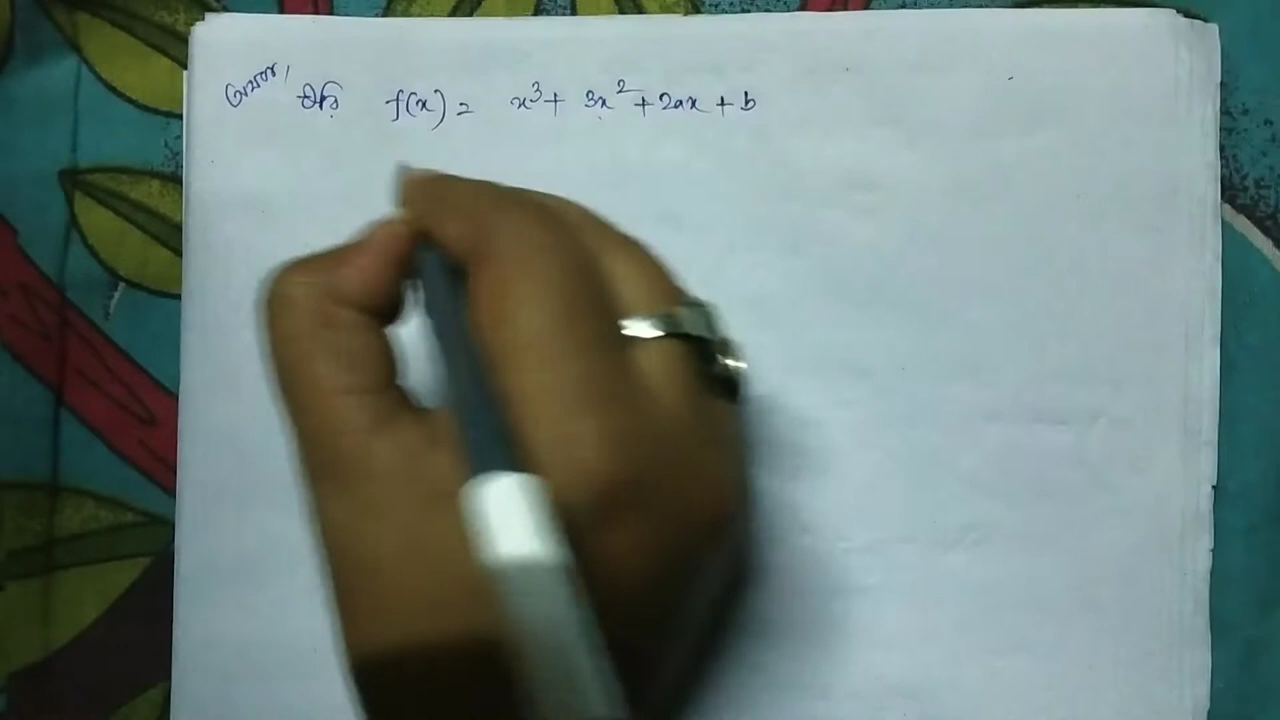 ধরি f(x) = x³ + 3x² + 2ax + b